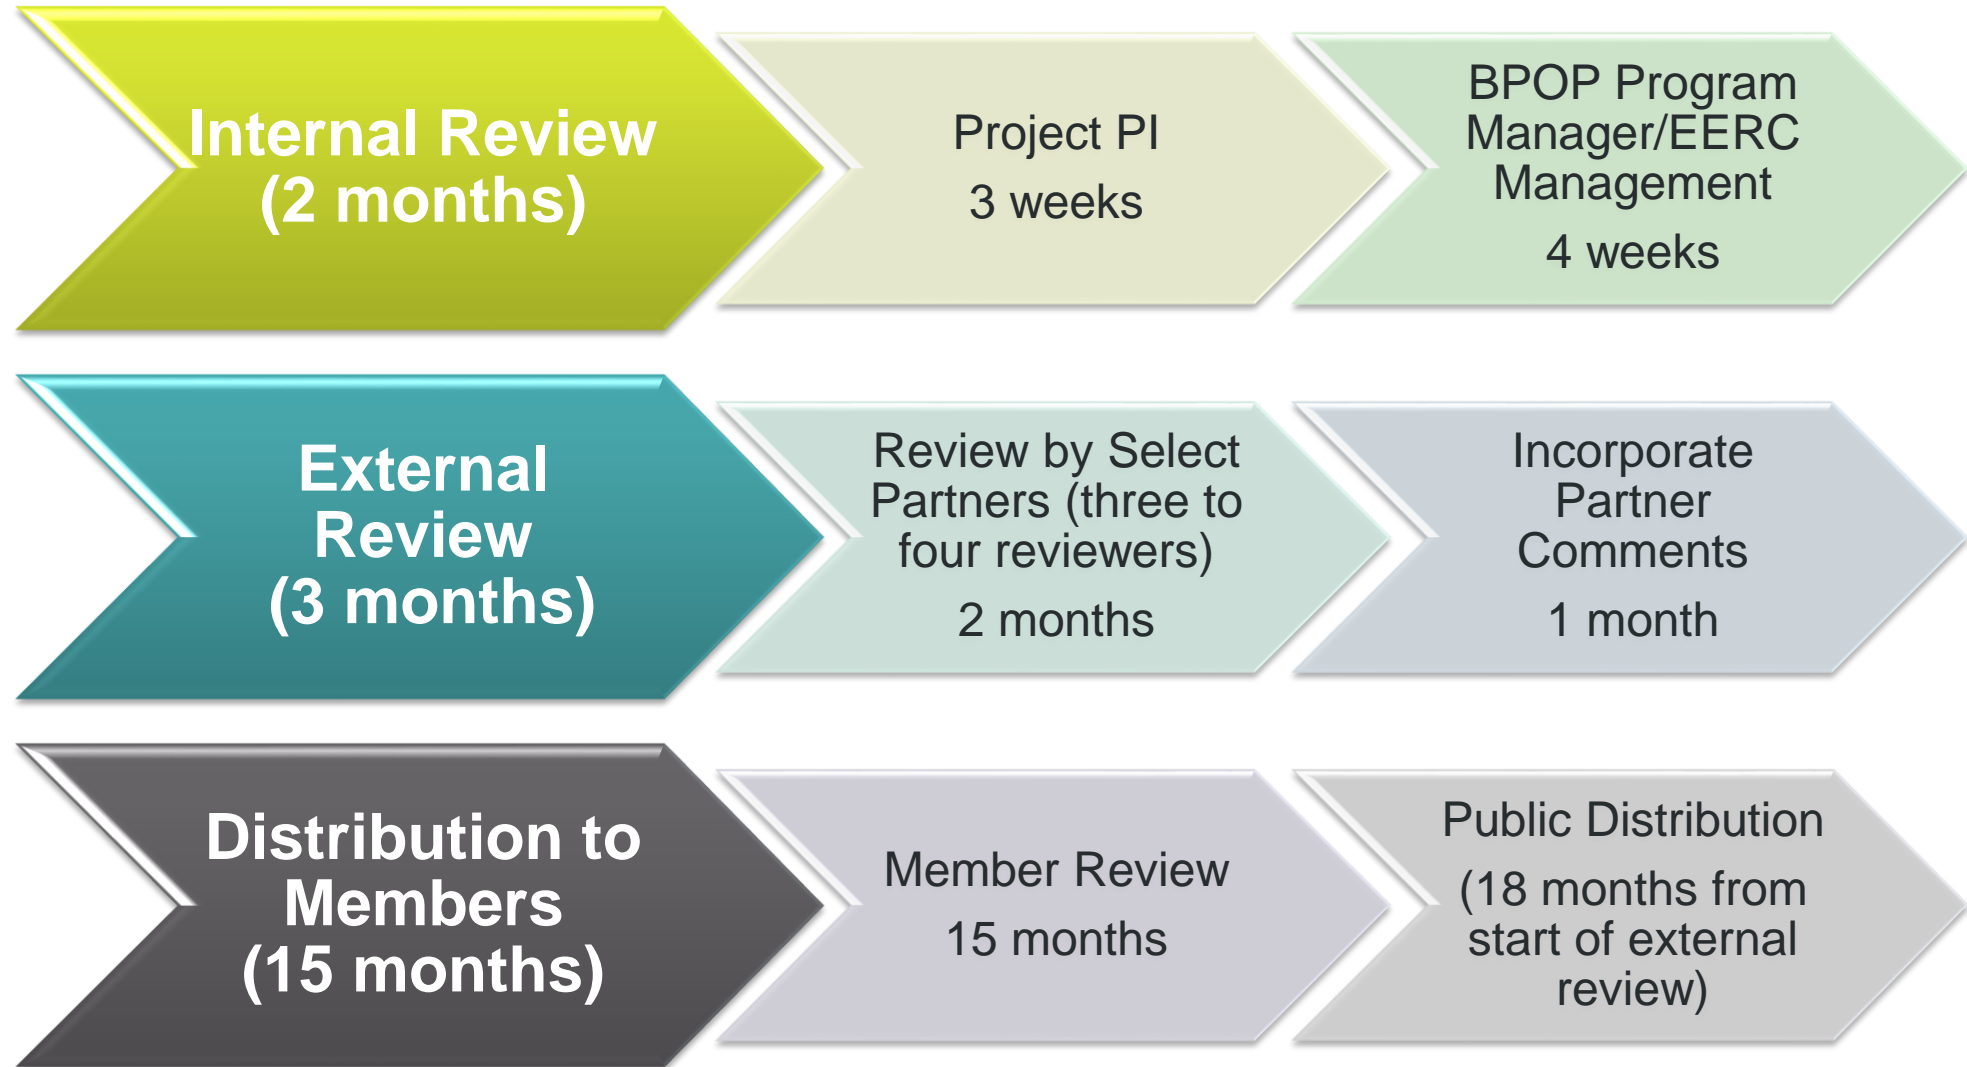 Internal Review
(2 months)
Project PI
3 weeks
BPOP Program
Manager/EERC
Management
4 weeks
External
Review
(3 months)
Review by Select
Partners (three to
four reviewers)
2 months
Incorporate
Partner
Comments
1 month
Distribution to
Members
(15 months)
Member Review
15 months
Public Distribution
(18 months from
start of external
review)